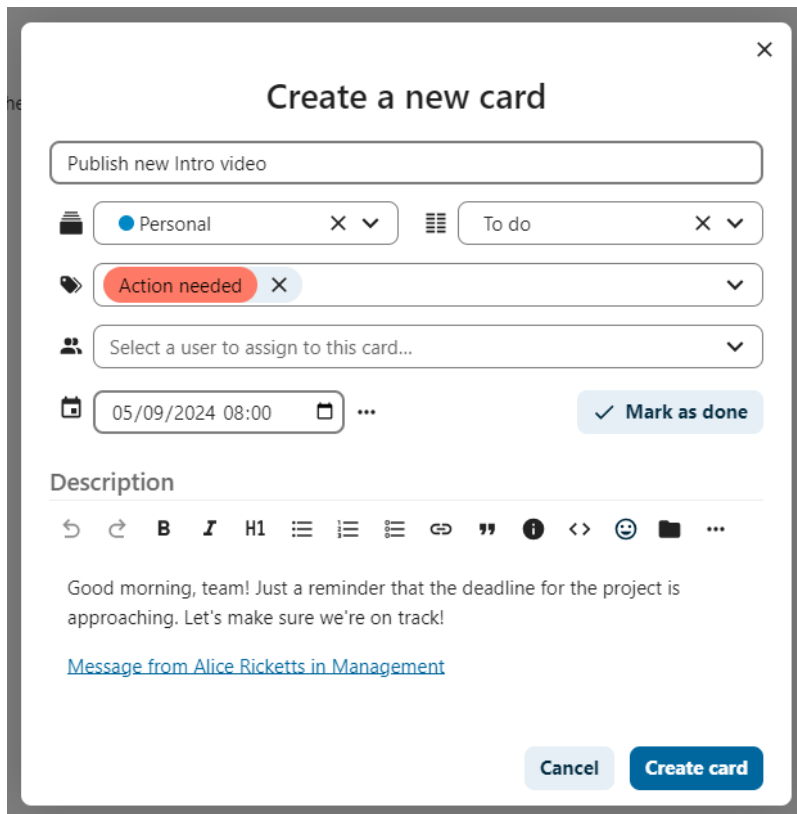 he
Create a new card
Publish new Intro video
Personal
To do
Action needed
Select a user to assign to this card...
05/09/2024 08:00
Mark as done
Description
B I H1
Good morning, team! Just a reminder that the deadline for the project is
approaching. Let's make sure we're on track!
Message from Alice Ricketts in Management
Cancel Create card